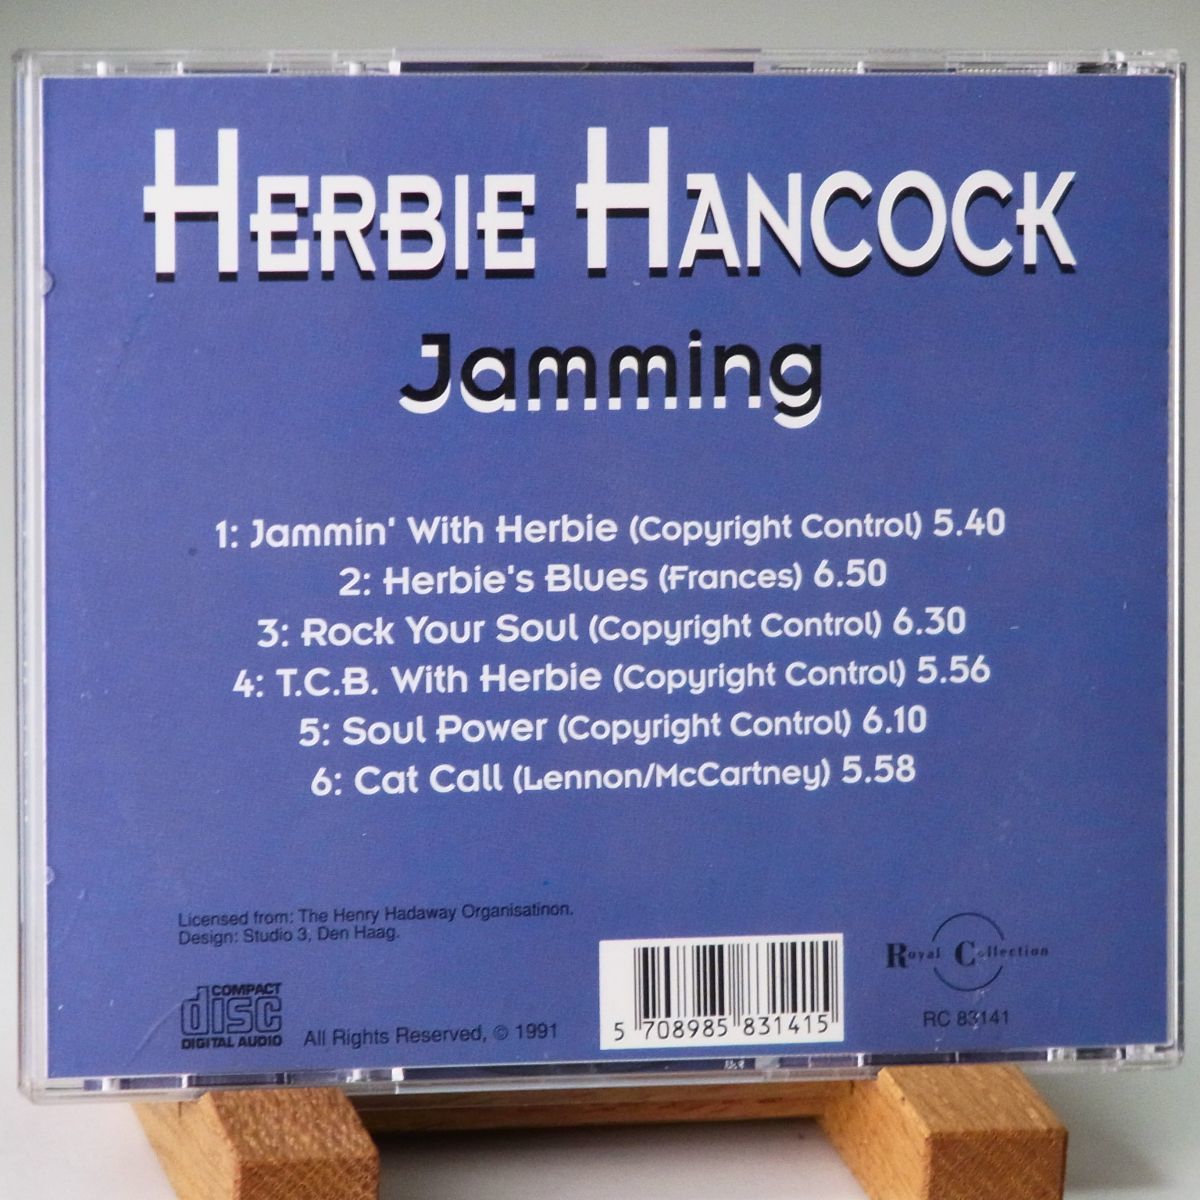 HERBIE HANCOCK
Jamming
1: Jammin' With Herbie (Copyright Control) 5.40
2: Herbie's Blues (Frances) 6.50
3: Rock Your Soul (Copyright Control) 6.30
4: T.C.B. With Herbie (Copyright Control) 5.56
5: Soul Power (Copyright Control) 6.10
6: Cat Call (Lennon/McCartney) 5.58
Licensed from: The Henry Hadaway Organisatinon.
Design: Studio 3, Den Haag.
COMPACT
disc
DIGITAL AUDIO
All Rights Reserved, © 1991
5 708985 831415
Royal Collection
RC 83141